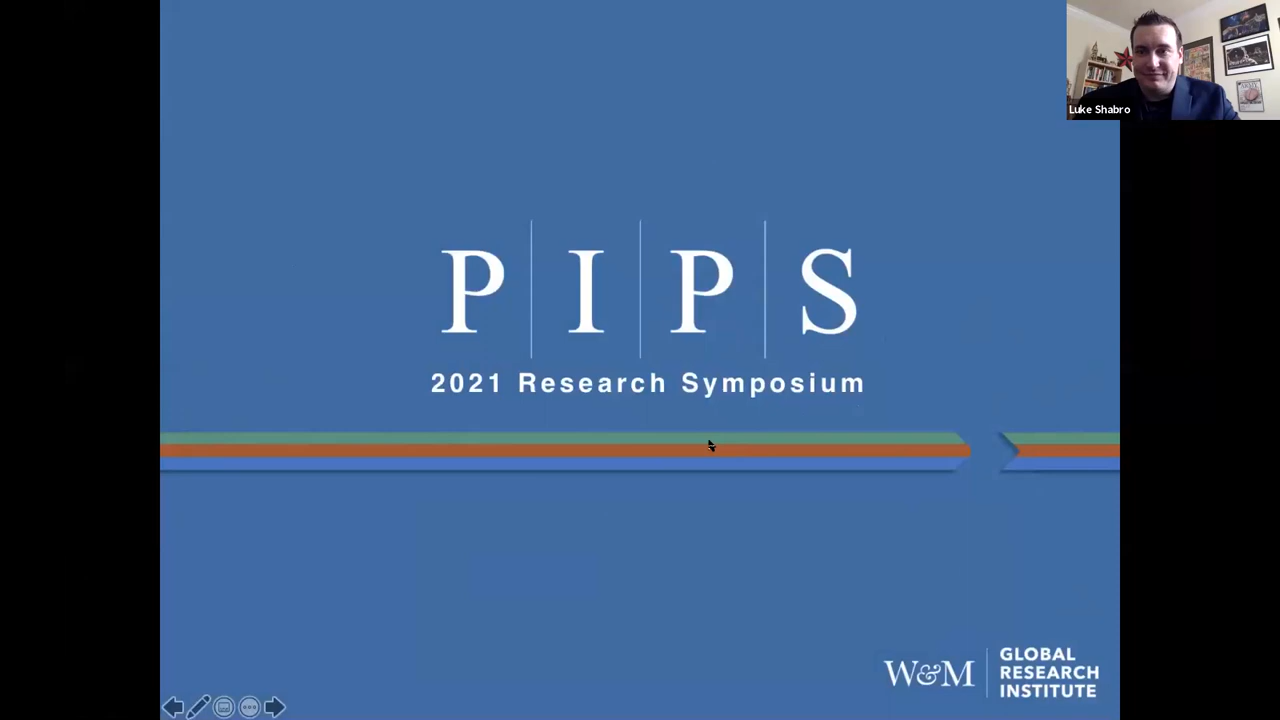 Luke Shabro
P I P S
2021 Research Symposium
W&M
GLOBAL
RESEARCH
INSTITUTE